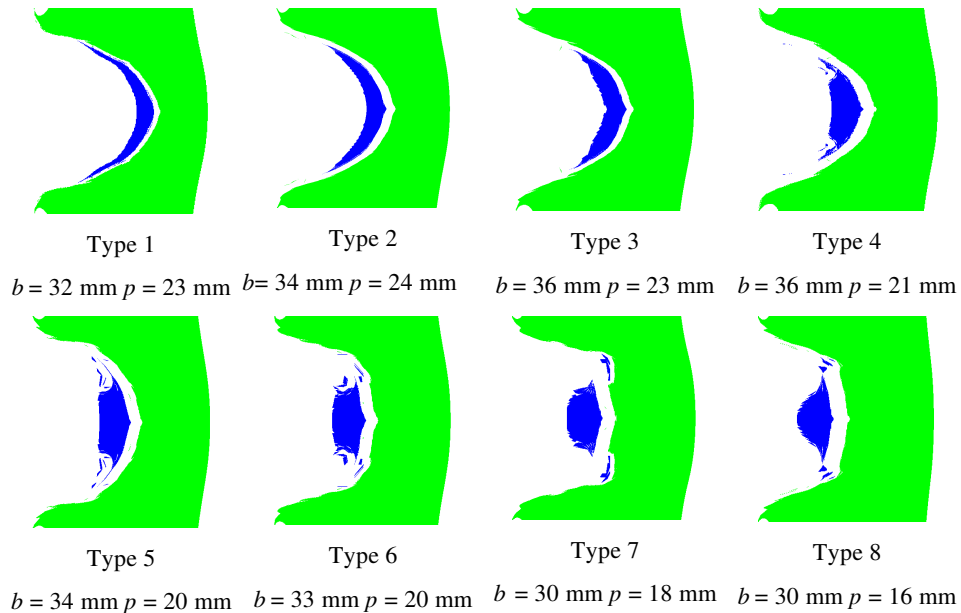 Type 1
Type 2
Type 3
Type 4
b = 32 mm p = 23 mm
b= 34 mm p = 24 mm
b = 36 mm p = 23 mm
b = 36 mm p = 21 mm
Type 5
Type 6
Type 7
Type 8
b = 34 mm p = 20 mm
b = 33 mm p = 20 mm
b = 30 mm p = 18 mm
b = 30 mm p = 16 mm